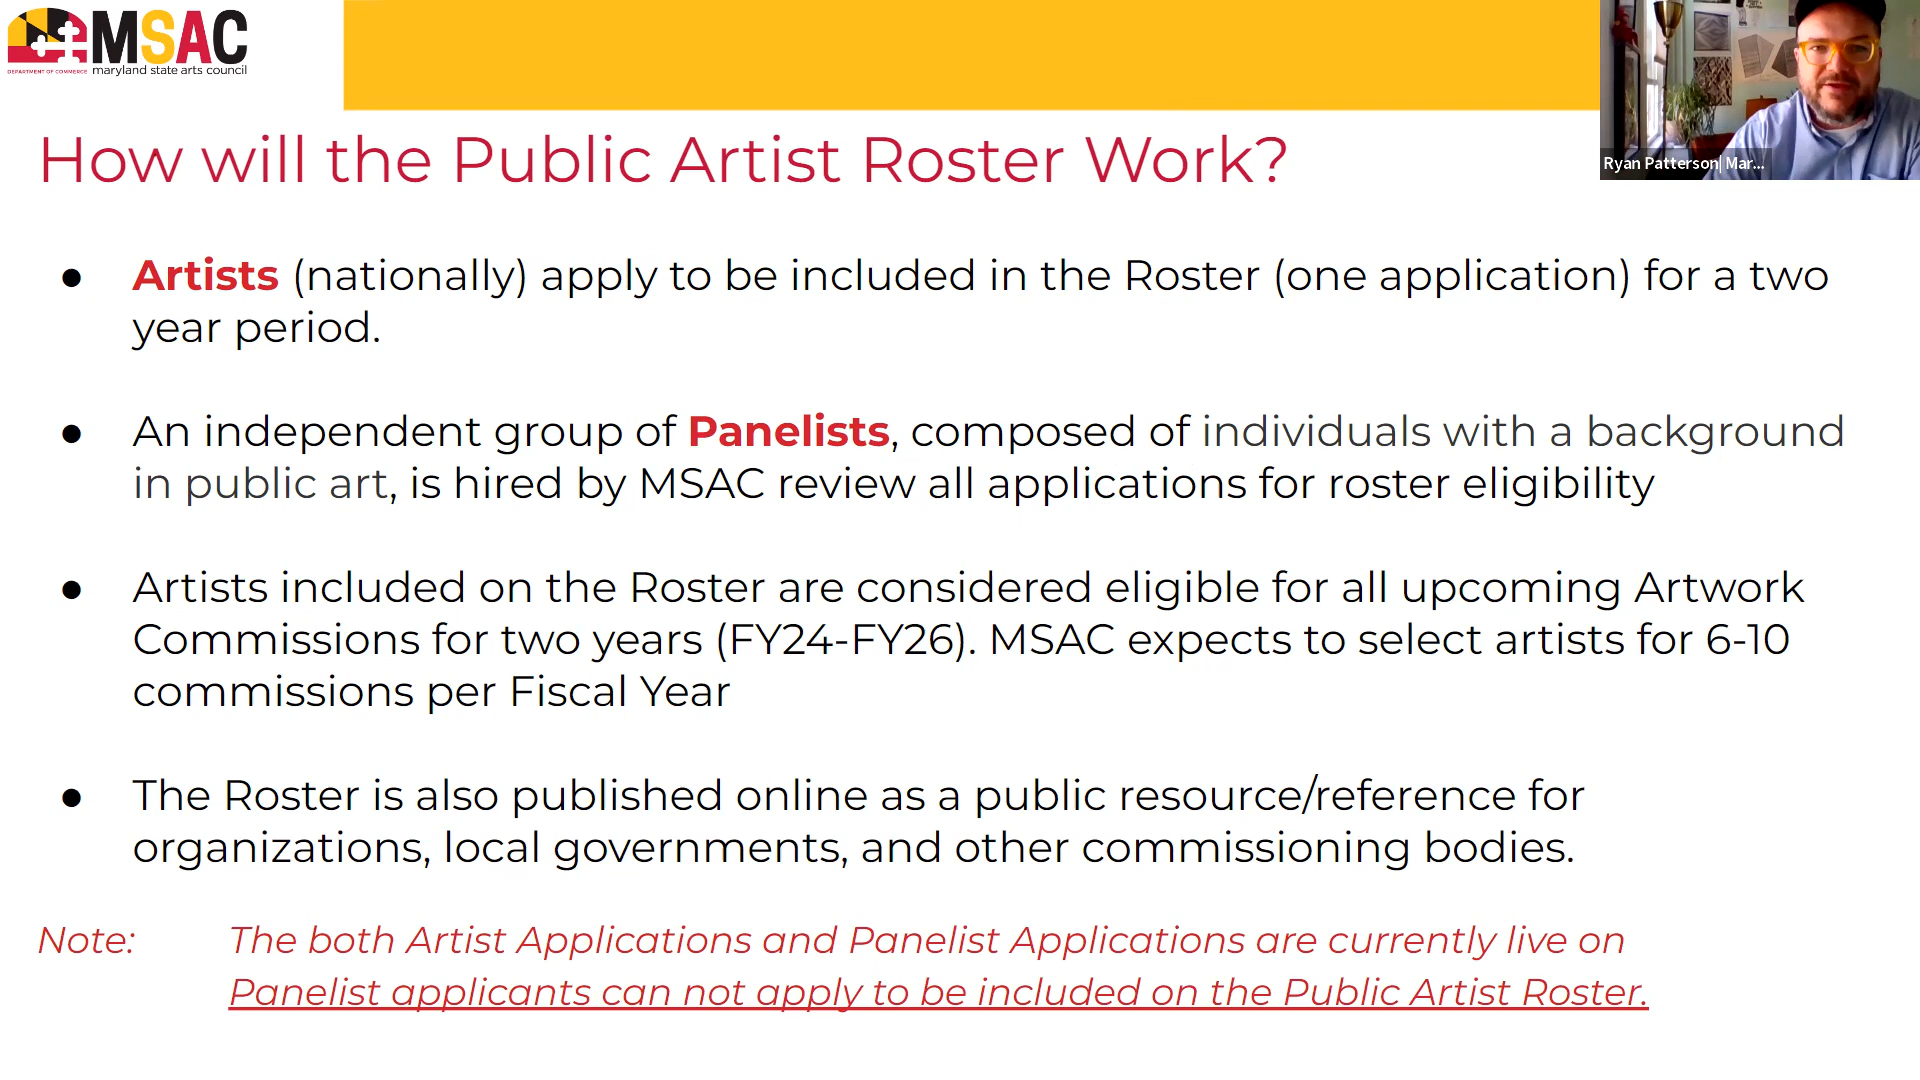 MSAC
DEPARTMENT OF COMMERCE maryland state arts council
Ryan Patterson| Mar...
How will the Public Artist Roster Work?
● Artists (nationally) apply to be included in the Roster (one application) for a two
year period.
● An independent group of Panelists, composed of individuals with a background
in public art, is hired by MSAC review all applications for roster eligibility
● Artists included on the Roster are considered eligible for all upcoming Artwork
Commissions for two years (FY24-FY26). MSAC expects to select artists for 6-10
commissions per Fiscal Year
● The Roster is also published online as a public resource/reference for
organizations, local governments, and other commissioning bodies.
Note: The both Artist Applications and Panelist Applications are currently live on
Panelist applicants can not apply to be included on the Public Artist Roster.